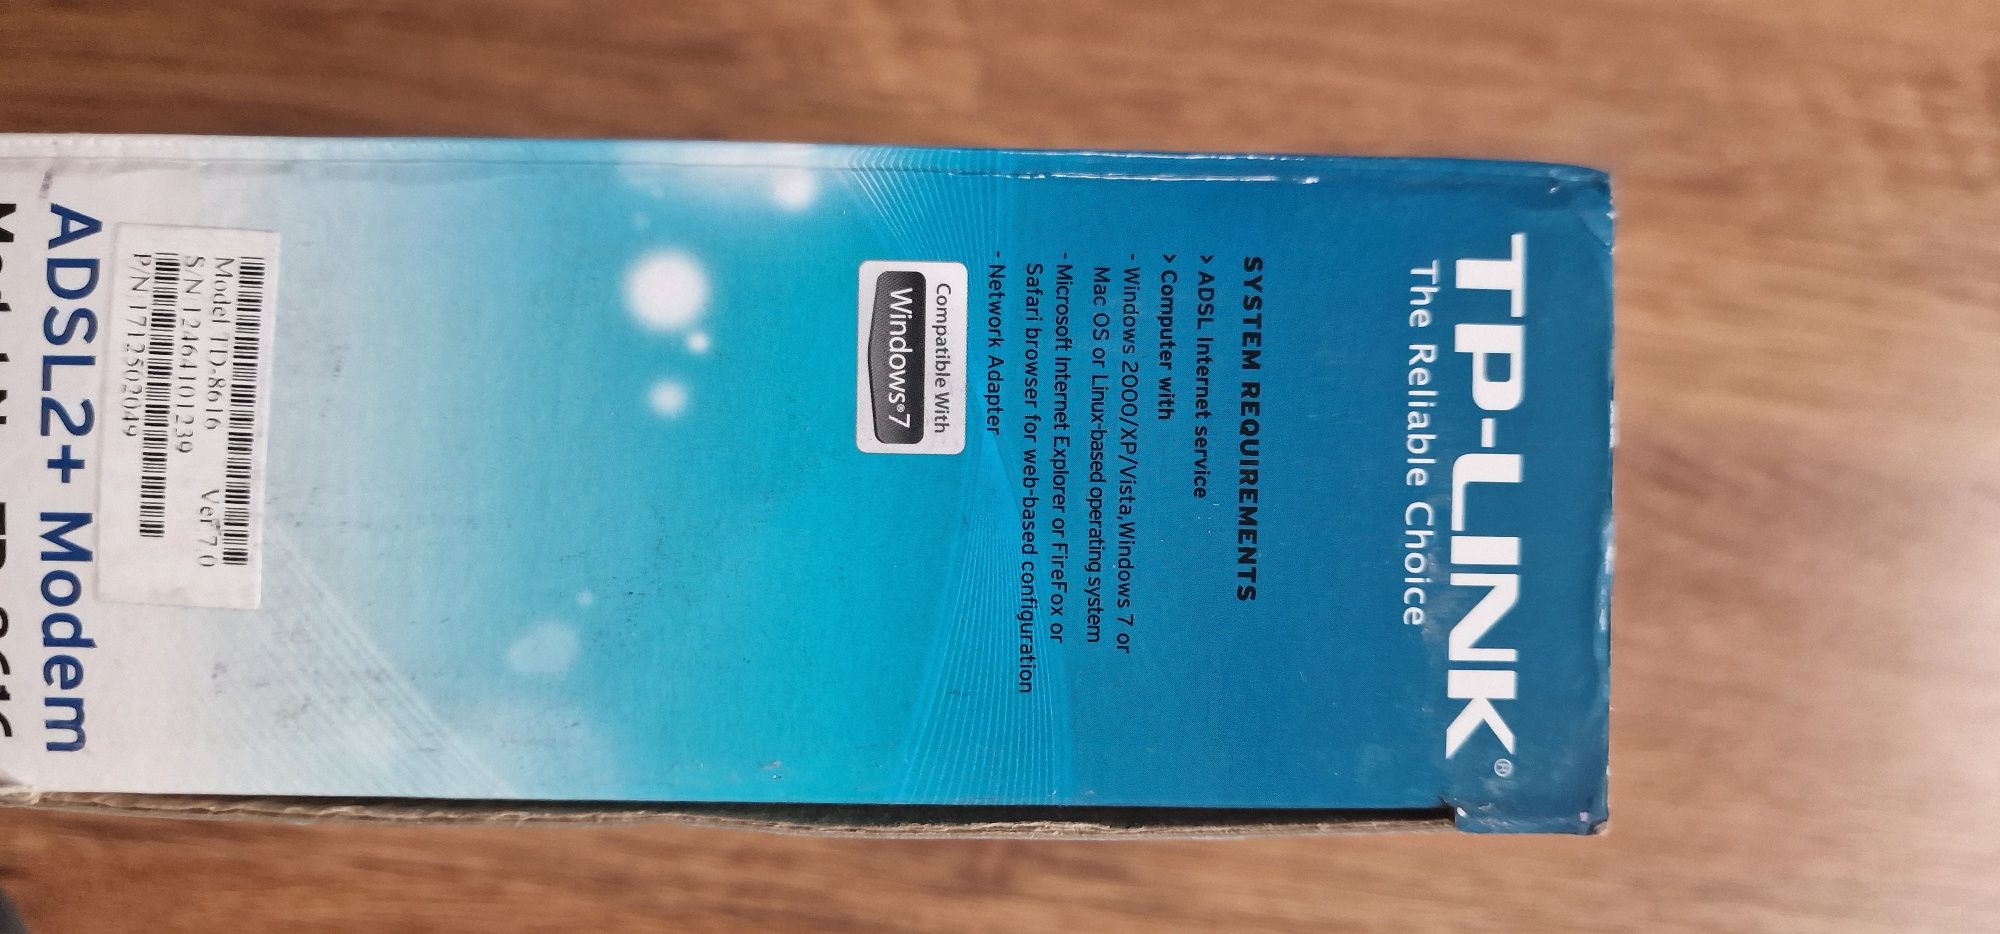 TP-LINK®
The Reliable Choice
SYSTEM REQUIREMENTS
> ADSL Internet service
> Computer with
- Windows 2000/XP/Vista,Windows 7 or
Mac OS or Linux-based operating system
- Microsoft Internet Explorer or FireFox or
Safari browser for web-based configuration
- Network Adapter
Compatible With
Windows®7
Model TD-8616 Ver 7.0
S/N 12464101239
P/N 1712502049
ADSL2+ Modem